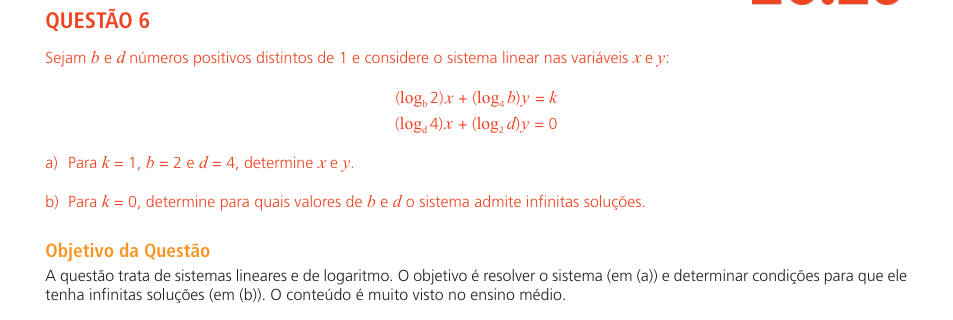 QUESTÃO 6
Sejam b e d números positivos distintos de 1 e considere o sistema linear nas variáveis x e y:
(log_b 2)x + (log_4 b)y = k
(log_d 4)x + (log_2 d)y = 0
a) Para k = 1, b = 2 e d = 4, determine x e y.
b) Para k = 0, determine para quais valores de b e d o sistema admite infinitas soluções.
Objetivo da Questão
A questão trata de sistemas lineares e de logaritmo. O objetivo é resolver o sistema (em (a)) e determinar condições para que ele
tenha infinitas soluções (em (b)). O conteúdo é muito visto no ensino médio.